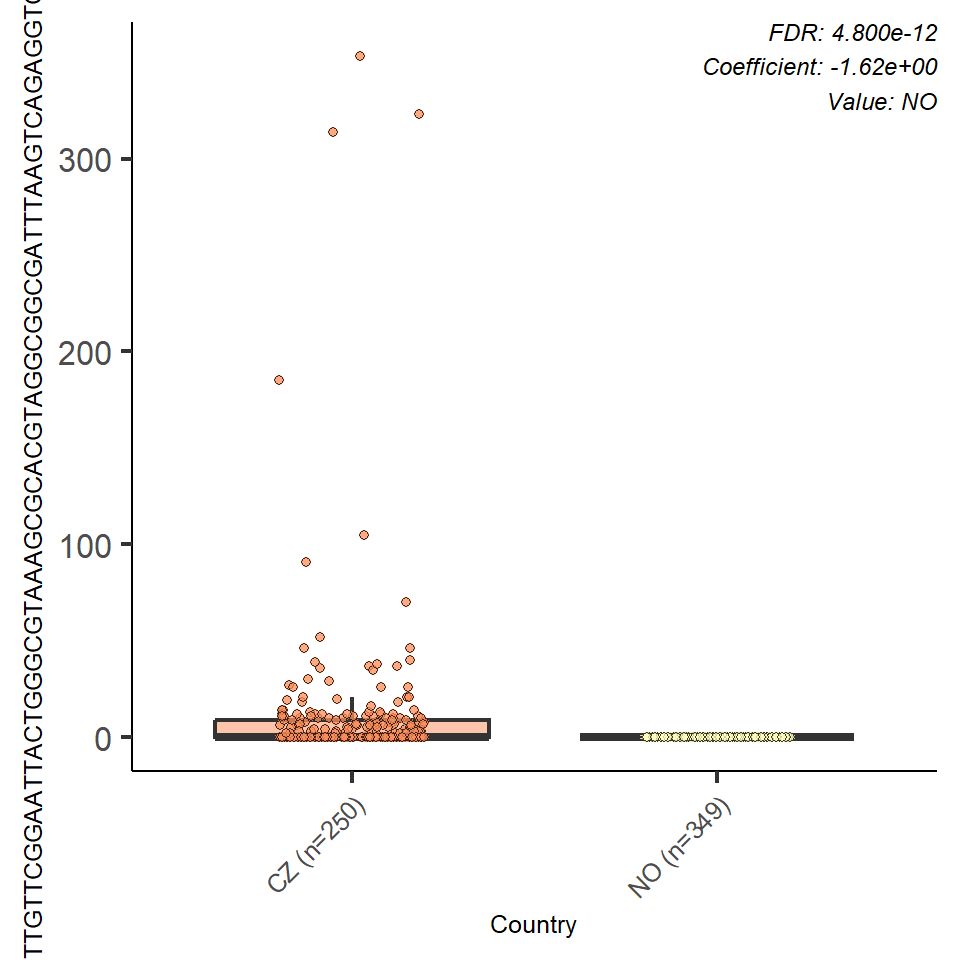 FDR: 4.800e-12
Coefficient: -1.62e+00
Value: NO
TTGTTCGGAATTACTGGGCGTAAAGCGCACGTAGGCGGCGATTTAAGTCAGAGGTG
300
200
100
0
CZ (n=250)
NO (n=349)
Country